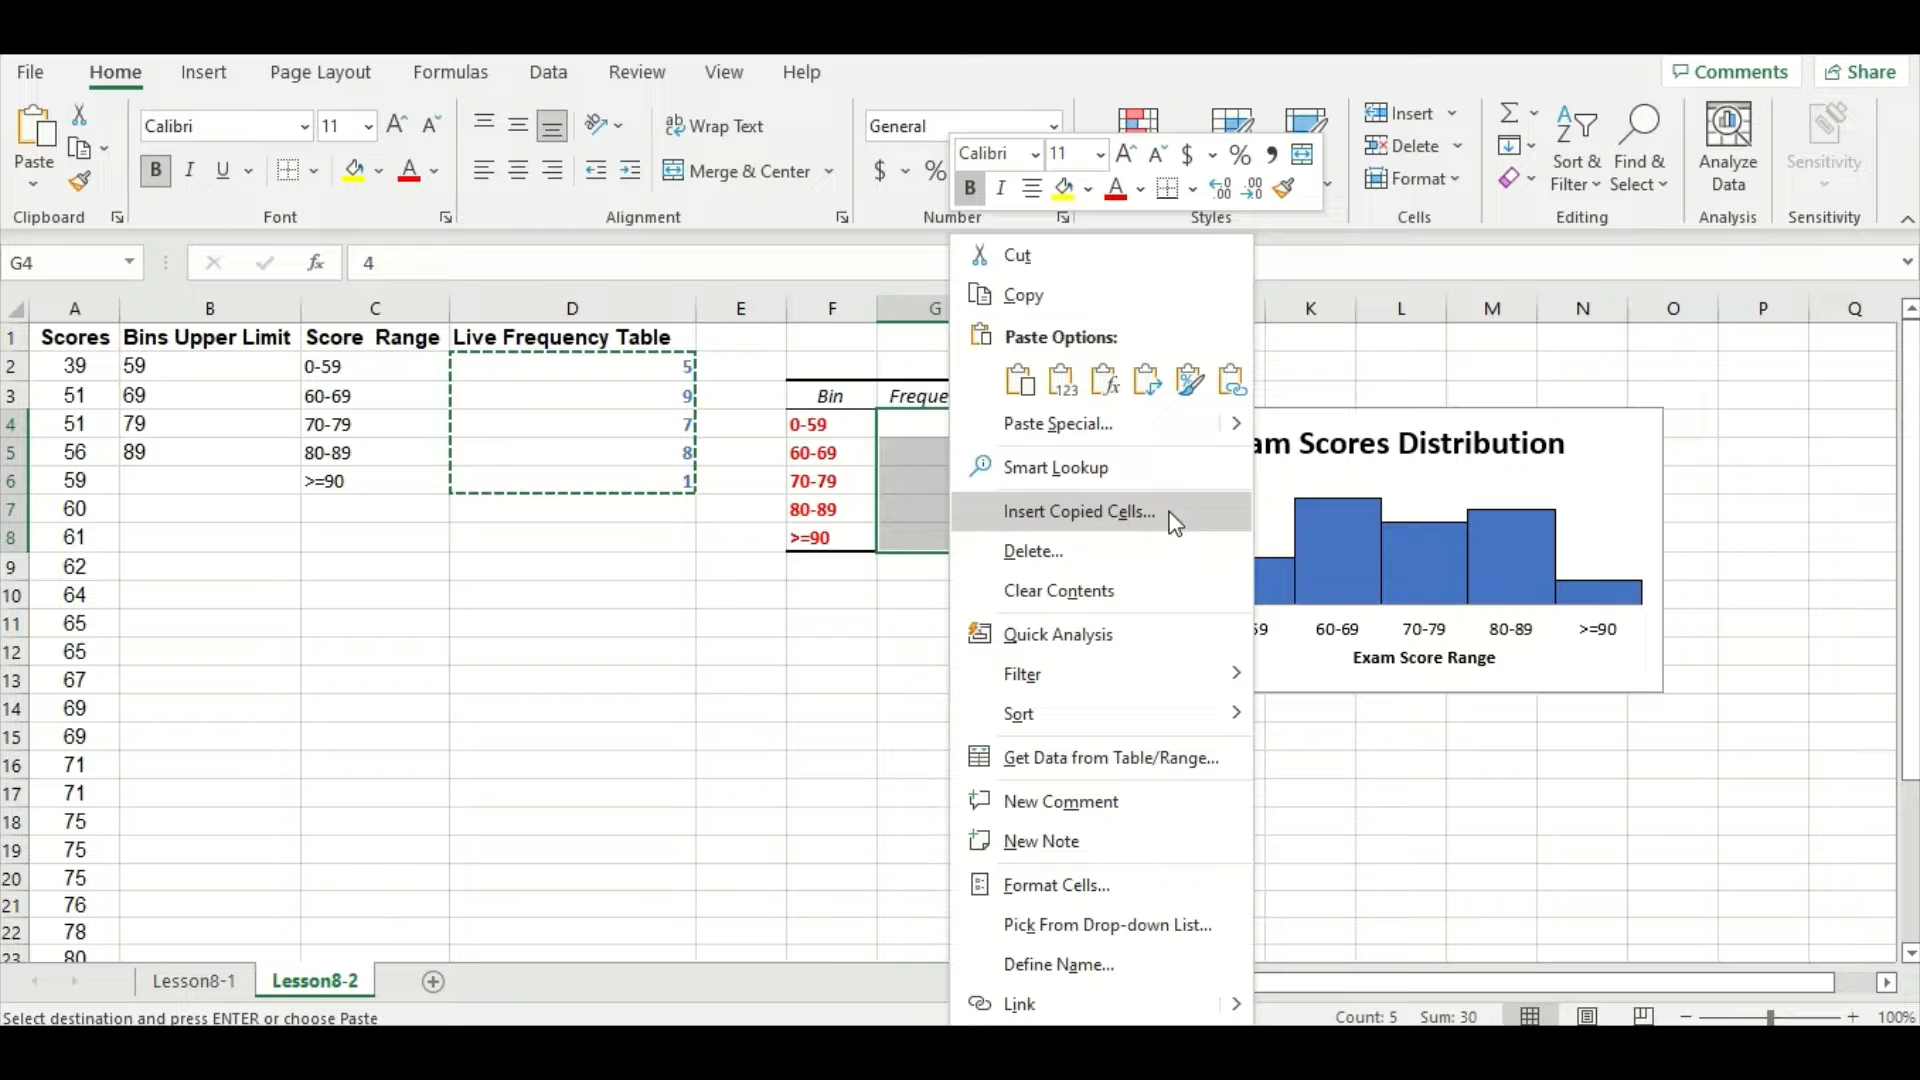 File Home Insert Page Layout Formulas Data Review View Help Comments Share
Calibri 11 Wrap Text General Insert
Paste Delete Sort & Filter Find & Select Analyze Data Sensitivity
B I U Merge & Center $ % Format
Calibri 11 $ % 9
B I A
Clipboard Font Alignment Number Styles Cells Editing Analysis Sensitivity
G4 fx 4
A B C D E F G K L M N O P Q
1 Scores Bins Upper Limit Score Range Live Frequency Table
2 39 59 0-59 5
3 51 69 60-69 9 Bin Freque
4 51 79 70-79 7 0-59
5 56 89 80-89 8 60-69
6 59 >=90 1 70-79
7 60 80-89
8 61 >=90
9 62
10 64
11 65
12 65
13 67
14 69
15 69
16 71
17 71
18 75
19 75
20 75
21 76
22 78
23 80
Cut
Copy
Paste Options:
123 fx
Paste Special...
Smart Lookup
Insert Copied Cells...
Delete...
Clear Contents
Quick Analysis
Filter
Sort
Get Data from Table/Range...
New Comment
New Note
Format Cells...
Pick From Drop-down List...
Define Name...
Link
am Scores Distribution
59 60-69 70-79 80-89 >=90
Exam Score Range
Lesson8-1 Lesson8-2
Select destination and press ENTER or choose Paste Count: 5 Sum: 30 100%